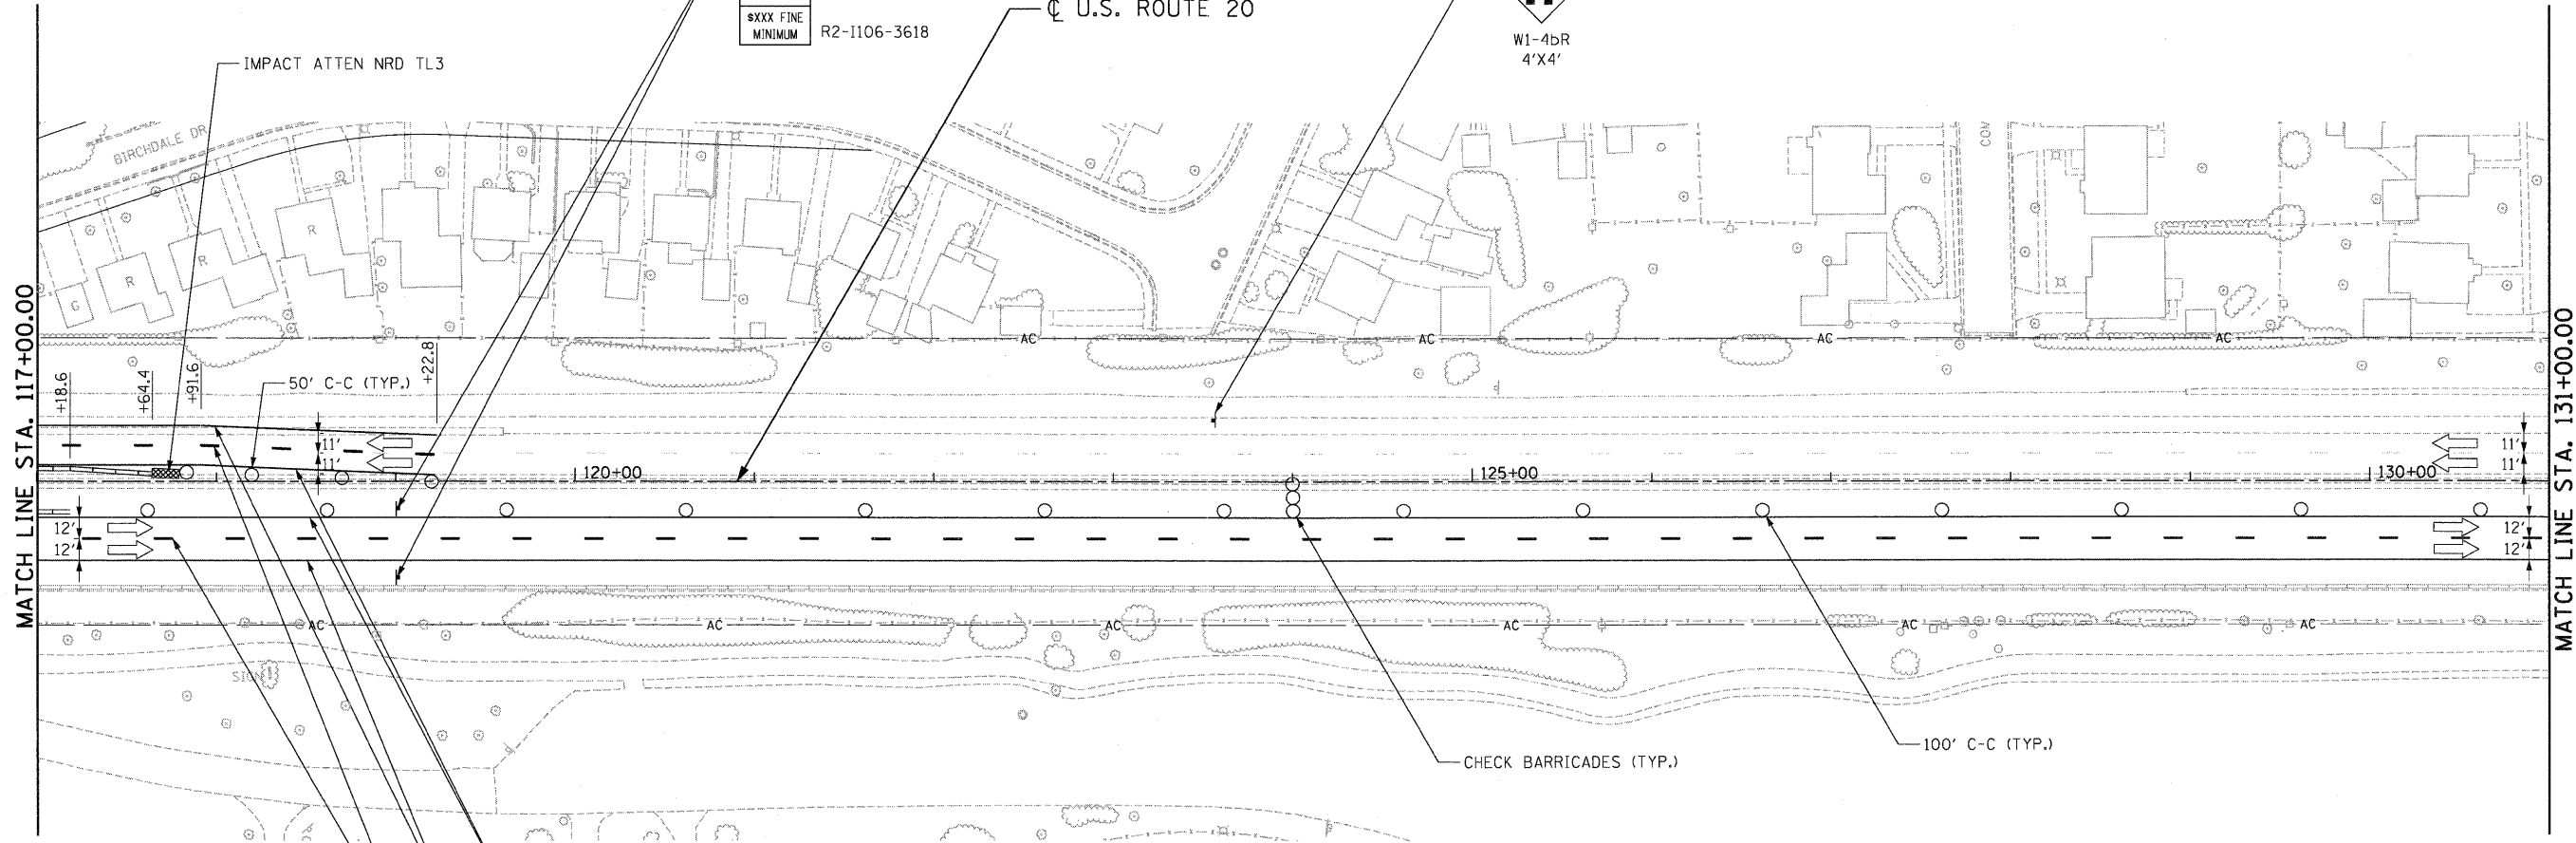 $XXX FINE
MINIMUM
R2-I106-3618
℄ U.S. ROUTE 20
W1-4bR
4'X4'
IMPACT ATTEN NRD TL3
BIRCHDALE DR
COM
G
R
R
R
MATCH LINE STA. 117+00.00
MATCH LINE STA. 131+00.00
AC
AC
AC
AC
+18.6
+64.4
+91.6
50' C-C (TYP.)
+22.8
11'
11'
11'
11'
120+00
125+00
130+00
12'
12'
12'
12'
AC
AC
AC
AC
AC
AC
SIGN
CHECK BARRICADES (TYP.)
100' C-C (TYP.)